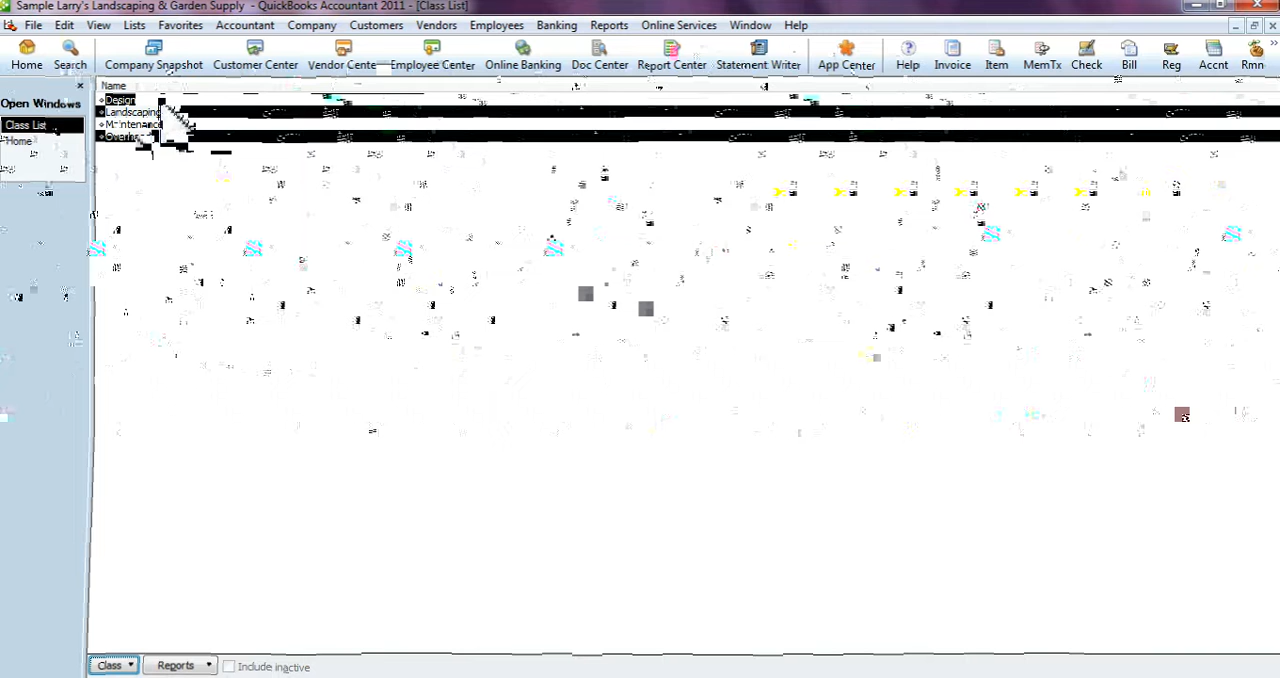 Sample Larry's Landscaping & Garden Supply - QuickBooks Accountant 2011 - [Class List]
File Edit View Lists Favorites Accountant Company Customers Vendors Employees Banking Reports Online Services Window Help
Home Search Company Snapshot Customer Center Vendor Cente Employee Center Online Banking Doc Center Report Center Statement Writer App Center Help Invoice Item MemTx Check Bill Reg Accnt Rmn
Name
Open Windows
Class List
Home
Design
Landscaping
Maintenance
Class Reports Include inactive